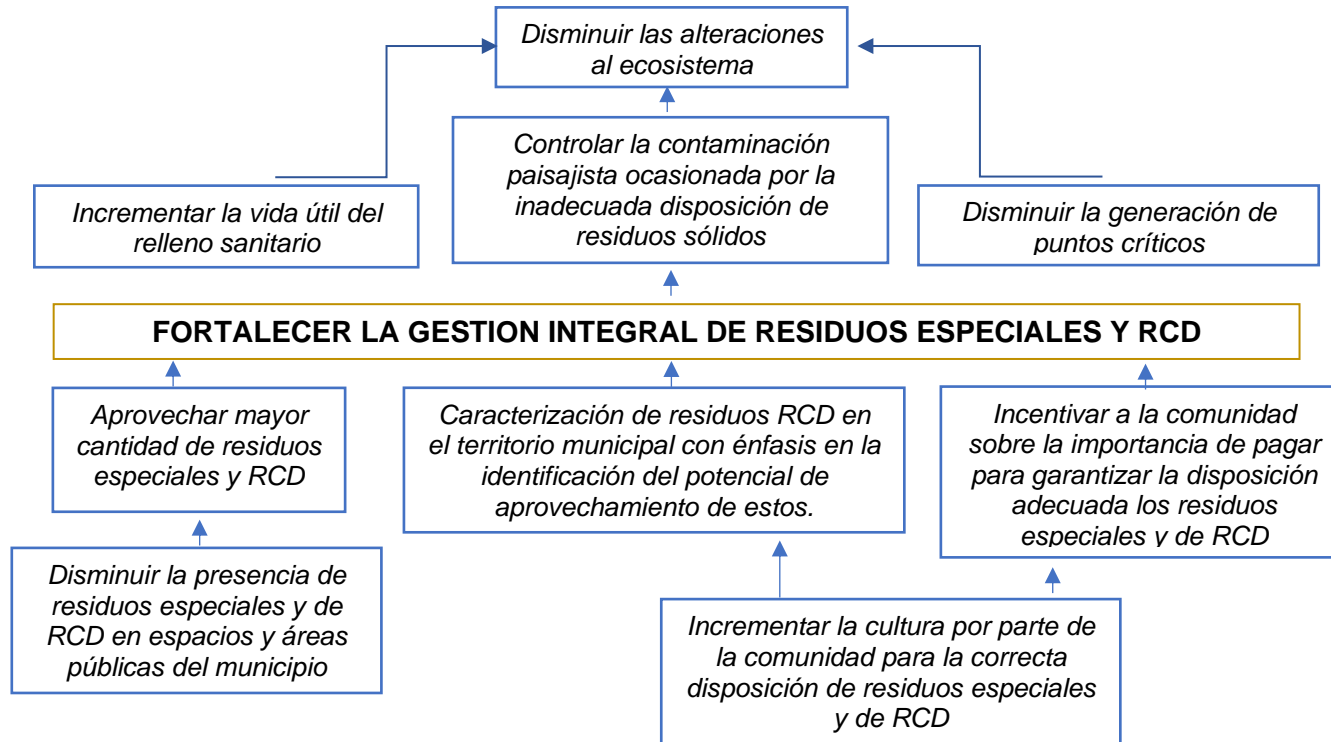 Disminuir las alteraciones
al ecosistema
Controlar la contaminación
paisajista ocasionada por la
inadecuada disposición de
residuos sólidos
Incrementar la vida útil del
relleno sanitario
Disminuir la generación de
puntos críticos
FORTALECER LA GESTION INTEGRAL DE RESIDUOS ESPECIALES Y RCD
Aprovechar mayor
cantidad de residuos
especiales y RCD
Caracterización de residuos RCD en
el territorio municipal con énfasis en la
identificación del potencial de
aprovechamiento de estos.
Incentivar a la comunidad
sobre la importancia de pagar
para garantizar la disposición
adecuada los residuos
especiales y de RCD
Disminuir la presencia de
residuos especiales y de
RCD en espacios y áreas
públicas del municipio
Incrementar la cultura por parte de
la comunidad para la correcta
disposición de residuos especiales
y de RCD